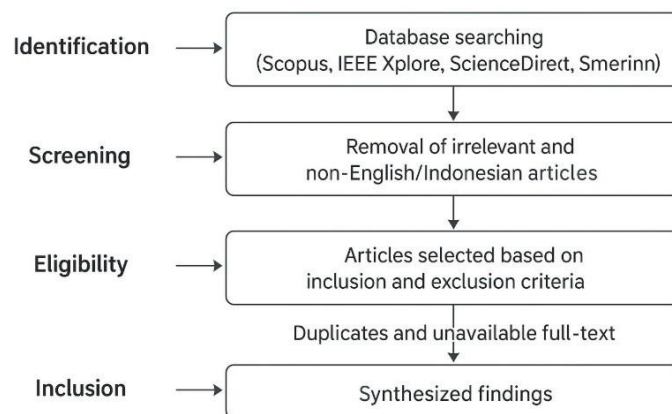 Identification
Database searching
(Scopus, IEEE Xplore, ScienceDirect, Smerinn)
Screening
Removal of irrelevant and
non-English/Indonesian articles
Eligibility
Articles selected based on
inclusion and exclusion criteria
Duplicates and unavailable full-text
Inclusion
Synthesized findings